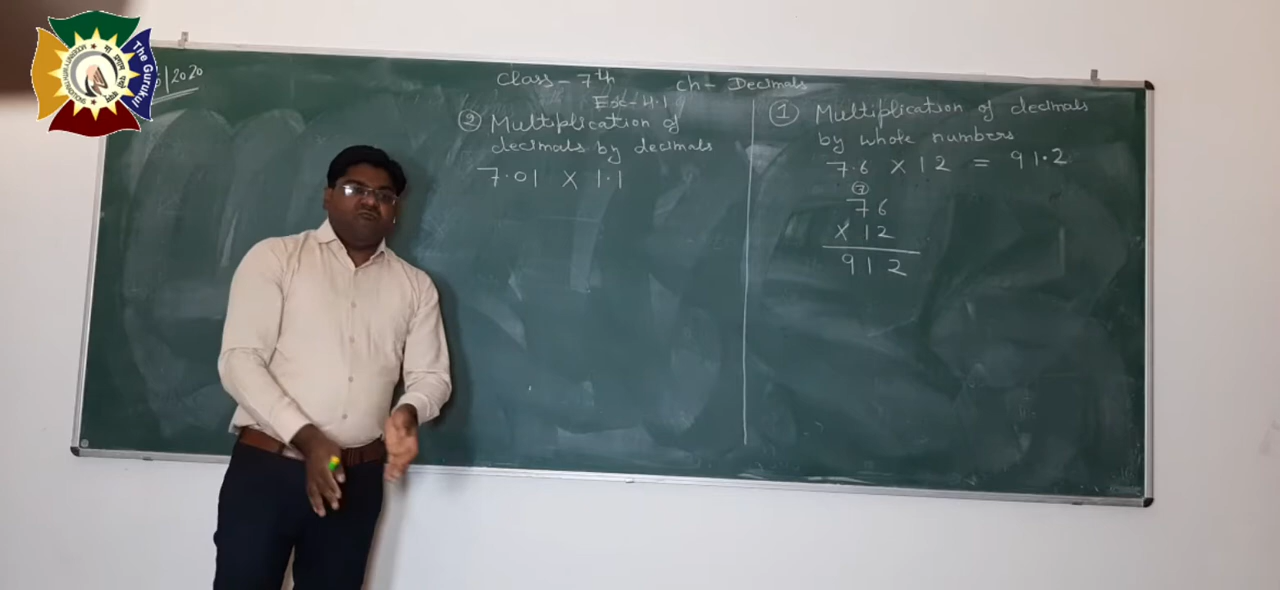 The Gurukul
2020
Class - 7th ch - Decimals
Ex - 4.1
② Multiplication of
decimals by decimals
7.01 × 1.1
① Multiplication of decimals
by whole numbers
7.6 × 12 = 91.2
76
× 12
912